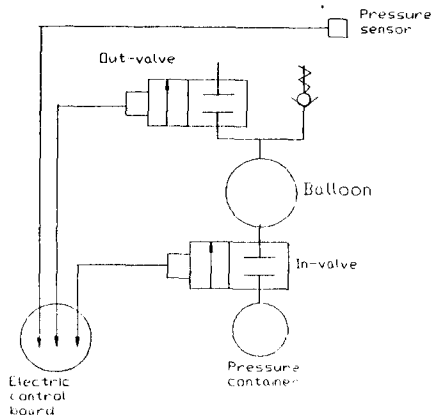 Pressure
sensor
Out-valve
Balloon
In-valve
Pressure
container
Electric
control
board